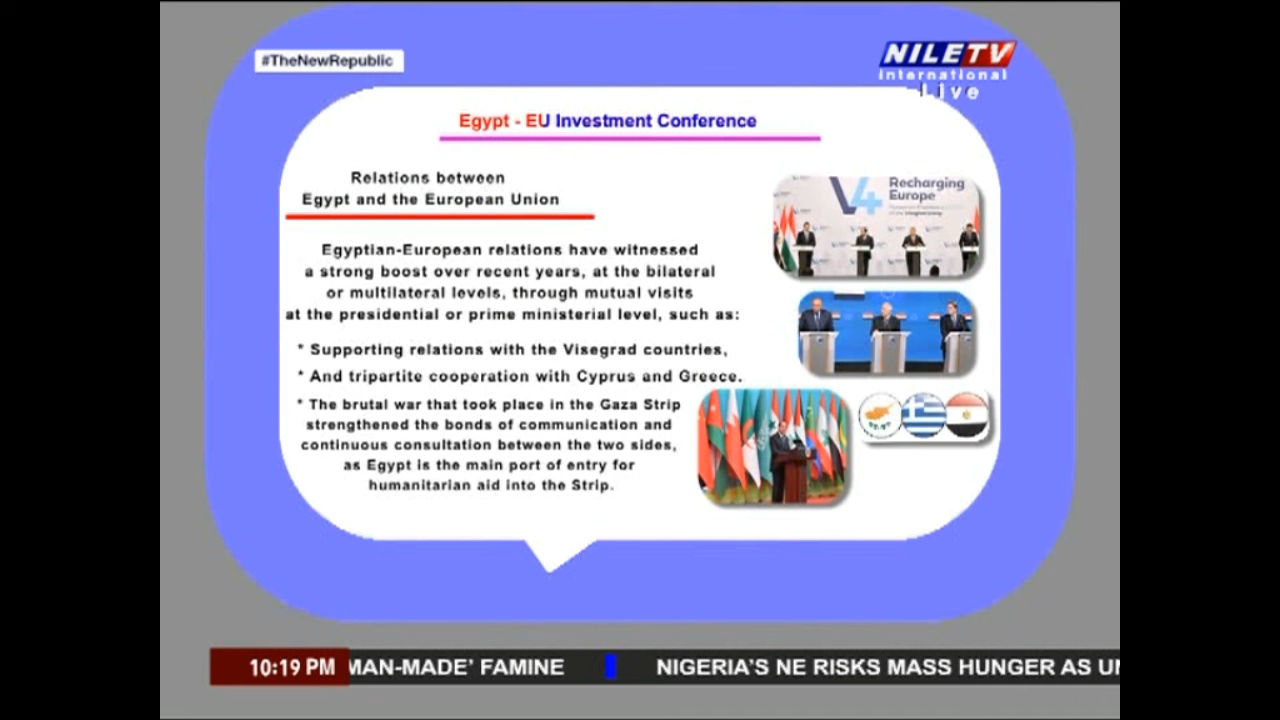 #TheNewRepublic
NILETV
international
Live
Egypt - EU Investment Conference
Relations between
Egypt and the European Union
Egyptian-European relations have witnessed
a strong boost over recent years, at the bilateral
or multilateral levels, through mutual visits
at the presidential or prime ministerial level, such as:
* Supporting relations with the Visegrad countries,
* And tripartite cooperation with Cyprus and Greece.
* The brutal war that took place in the Gaza Strip
strengthened the bonds of communication and
continuous consultation between the two sides,
as Egypt is the main port of entry for
humanitarian aid into the Strip.
V4 Recharging
Europe
10:19 PM MAN-MADE’ FAMINE NIGERIA’S NE RISKS MASS HUNGER AS UN